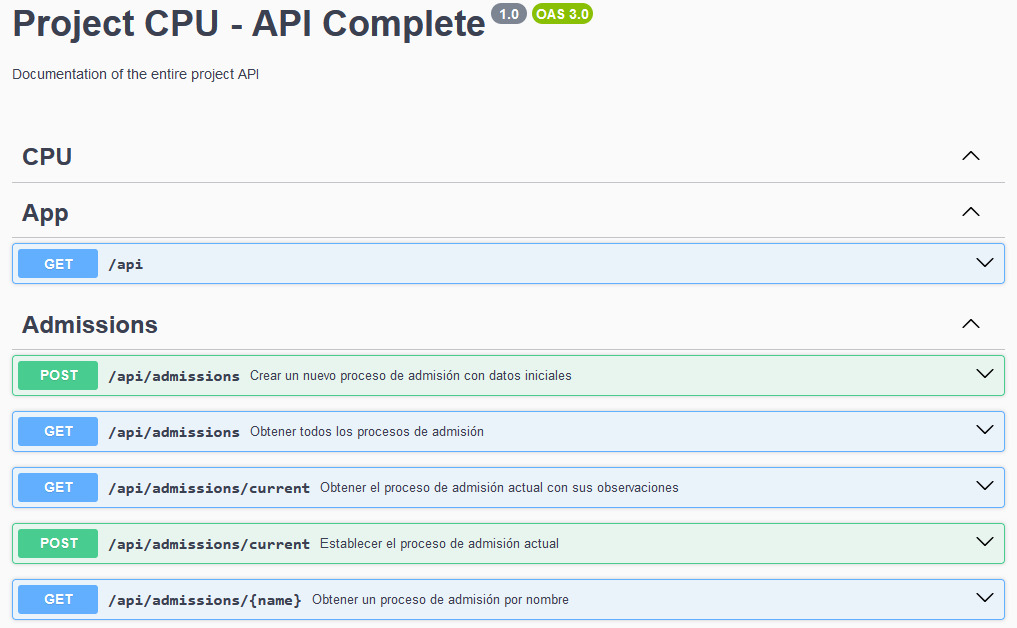 Project CPU - API Complete 1.0 OAS 3.0
Documentation of the entire project API
CPU
App
GET /api
Admissions
POST /api/admissions Crear un nuevo proceso de admisión con datos iniciales
GET /api/admissions Obtener todos los procesos de admisión
GET /api/admissions/current Obtener el proceso de admisión actual con sus observaciones
POST /api/admissions/current Establecer el proceso de admisión actual
GET /api/admissions/{name} Obtener un proceso de admisión por nombre